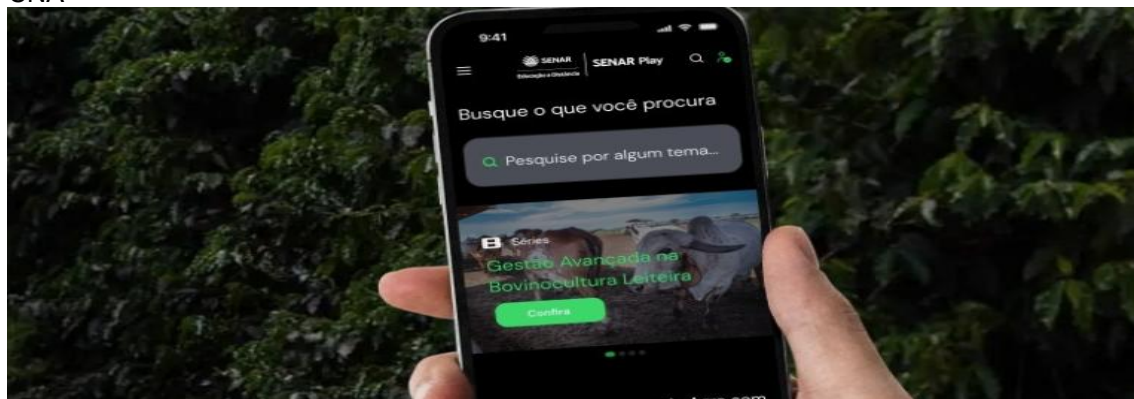 9:41
SENAR
Educação a Distância
SENAR Play
Busque o que você procura
Pesquise por algum tema...
Séries
Gestão Avançada na
Bovinocultura Leiteira
Confira
com